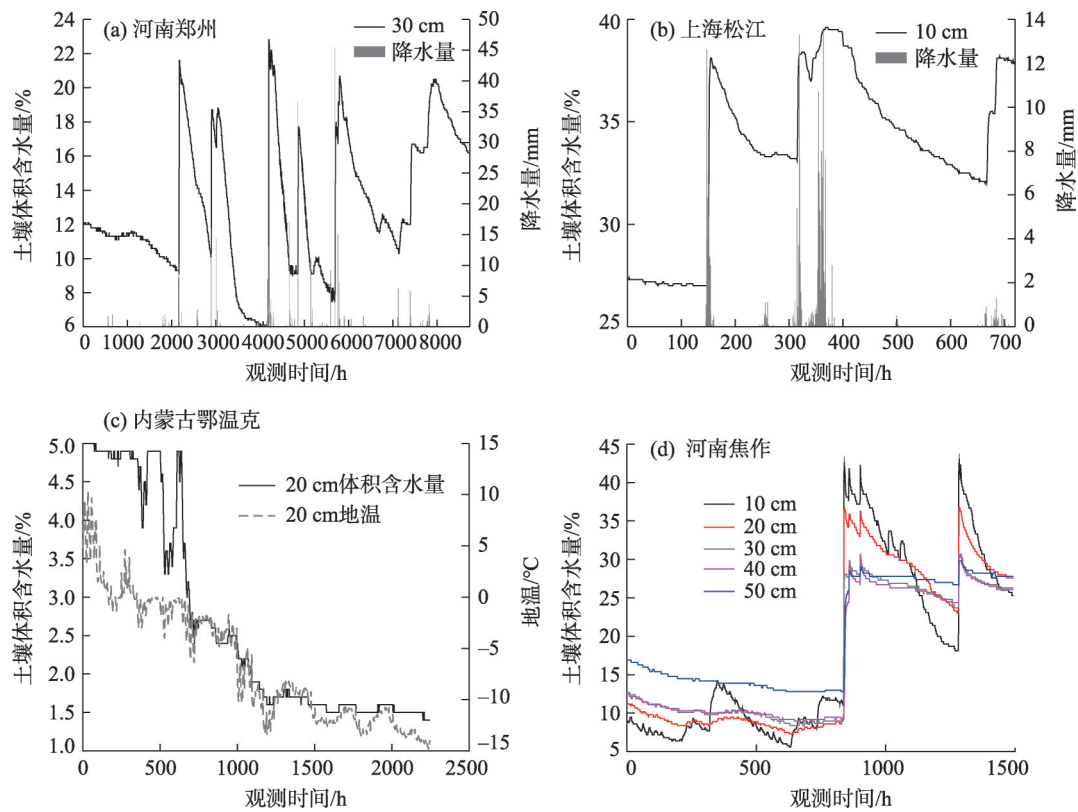 (a) 河南郑州
30 cm
降水量
土壤体积含水量/%
24
22
20
18
16
14
12
10
8
6
50
45
40
35
30
25
20
15
10
5
0
降水量/mm
0 1000 2000 3000 4000 5000 6000 7000 8000
观测时间/h
(b) 上海松江
10 cm
降水量
土壤体积含水量/%
40
35
30
25
14
12
10
8
6
4
2
0
降水量/mm
0 100 200 300 400 500 600 700
观测时间/h
(c) 内蒙古鄂温克
20 cm体积含水量
20 cm地温
土壤体积含水量/%
5.0
4.5
4.0
3.5
3.0
2.5
2.0
1.5
1.0
15
10
5
0
−5
−10
−15
地温/°C
0 500 1000 1500 2000 2500
观测时间/h
(d) 河南焦作
10 cm
20 cm
30 cm
40 cm
50 cm
土壤体积含水量/%
45
40
35
30
25
20
15
10
5
0 500 1000 1500
观测时间/h